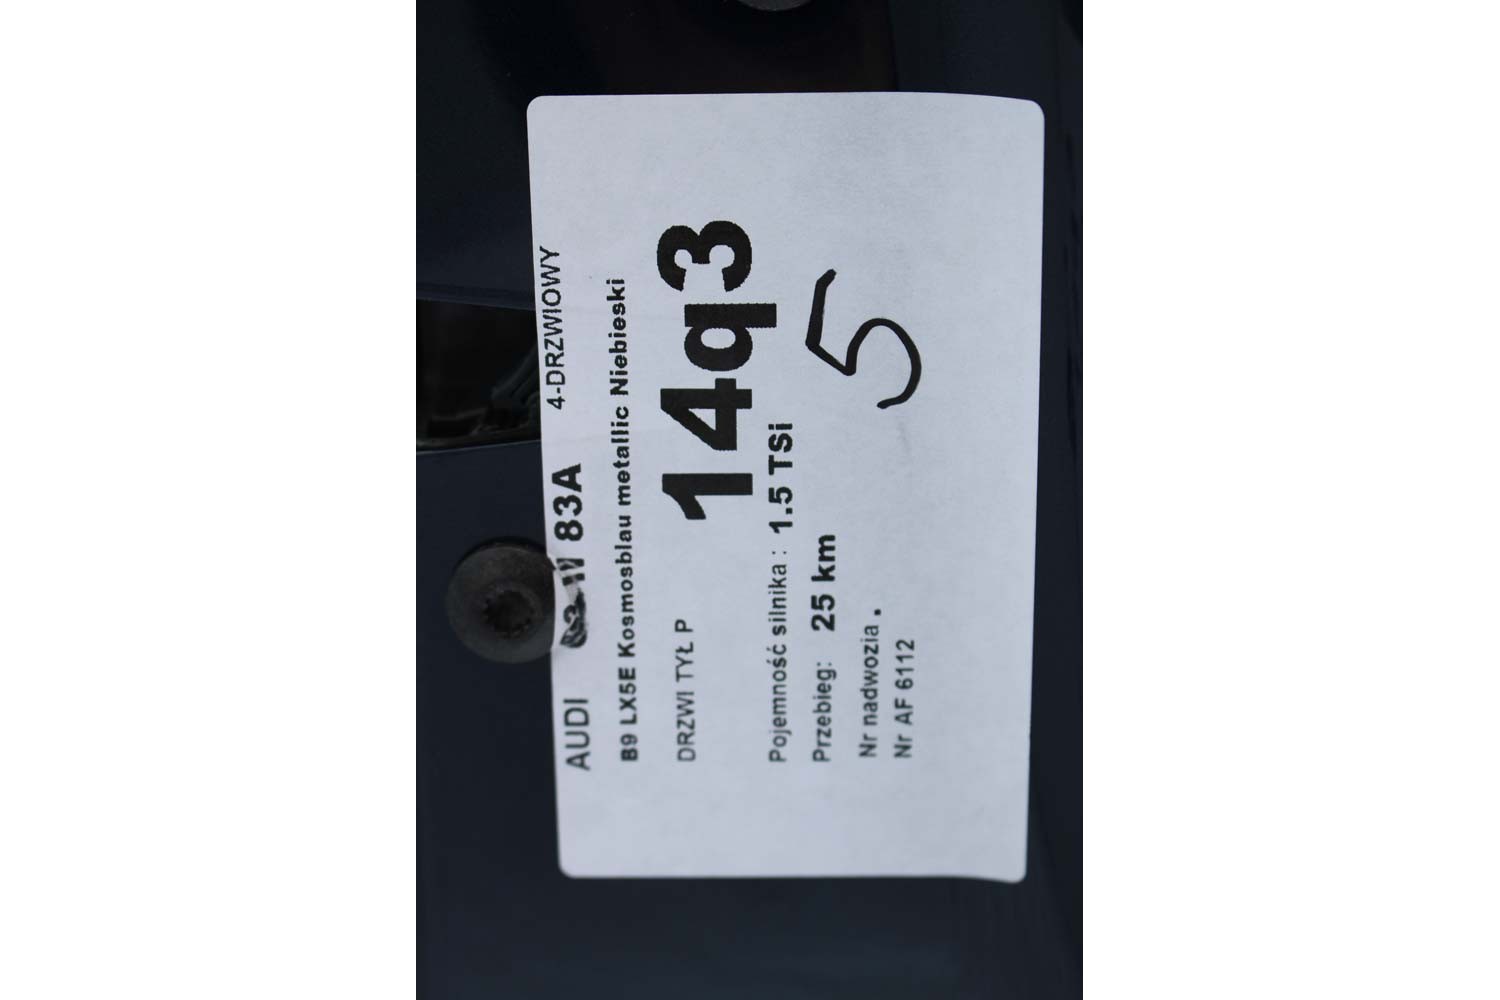 AUDI 83A 4-DRZWIOWY
B9 LX5E Kosmosblau metallic Niebieski
DRZWI TYŁ P 14q3
Pojemność silnika : 1.5 TSi
Przebieg: 25 km
5
Nr nadwozia .
Nr AF 6112